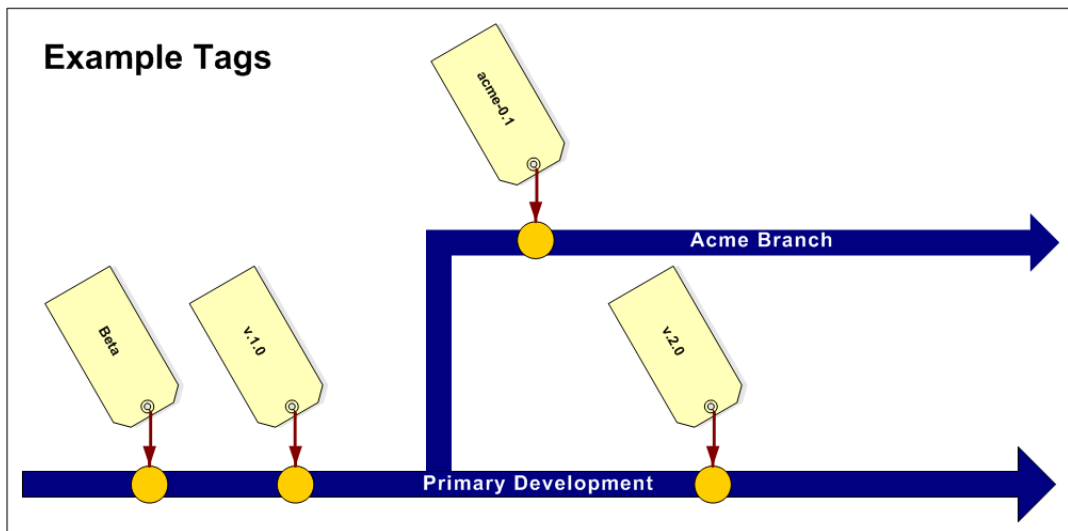 Example Tags
acme-0.1
Acme Branch
Beta
v.1.0
v.2.0
Primary Development